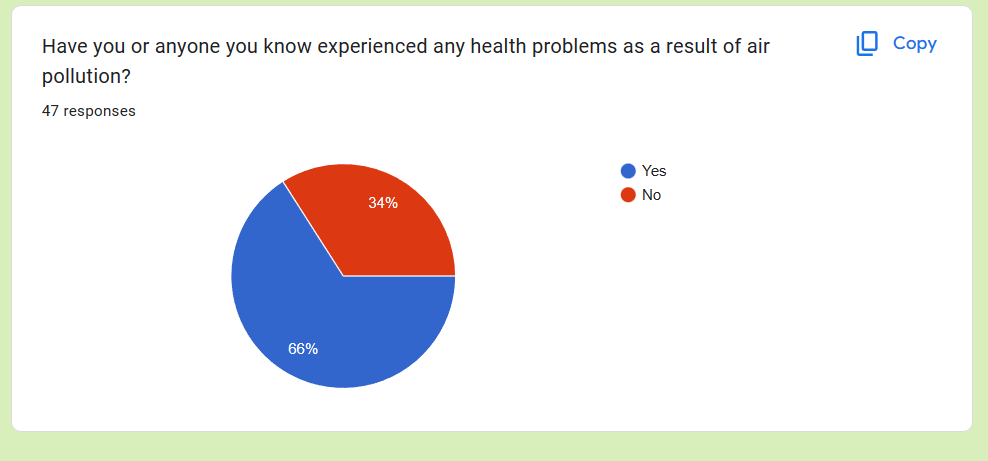 Have you or anyone you know experienced any health problems as a result of air
pollution?
Copy
47 responses
Yes
No
34%
66%